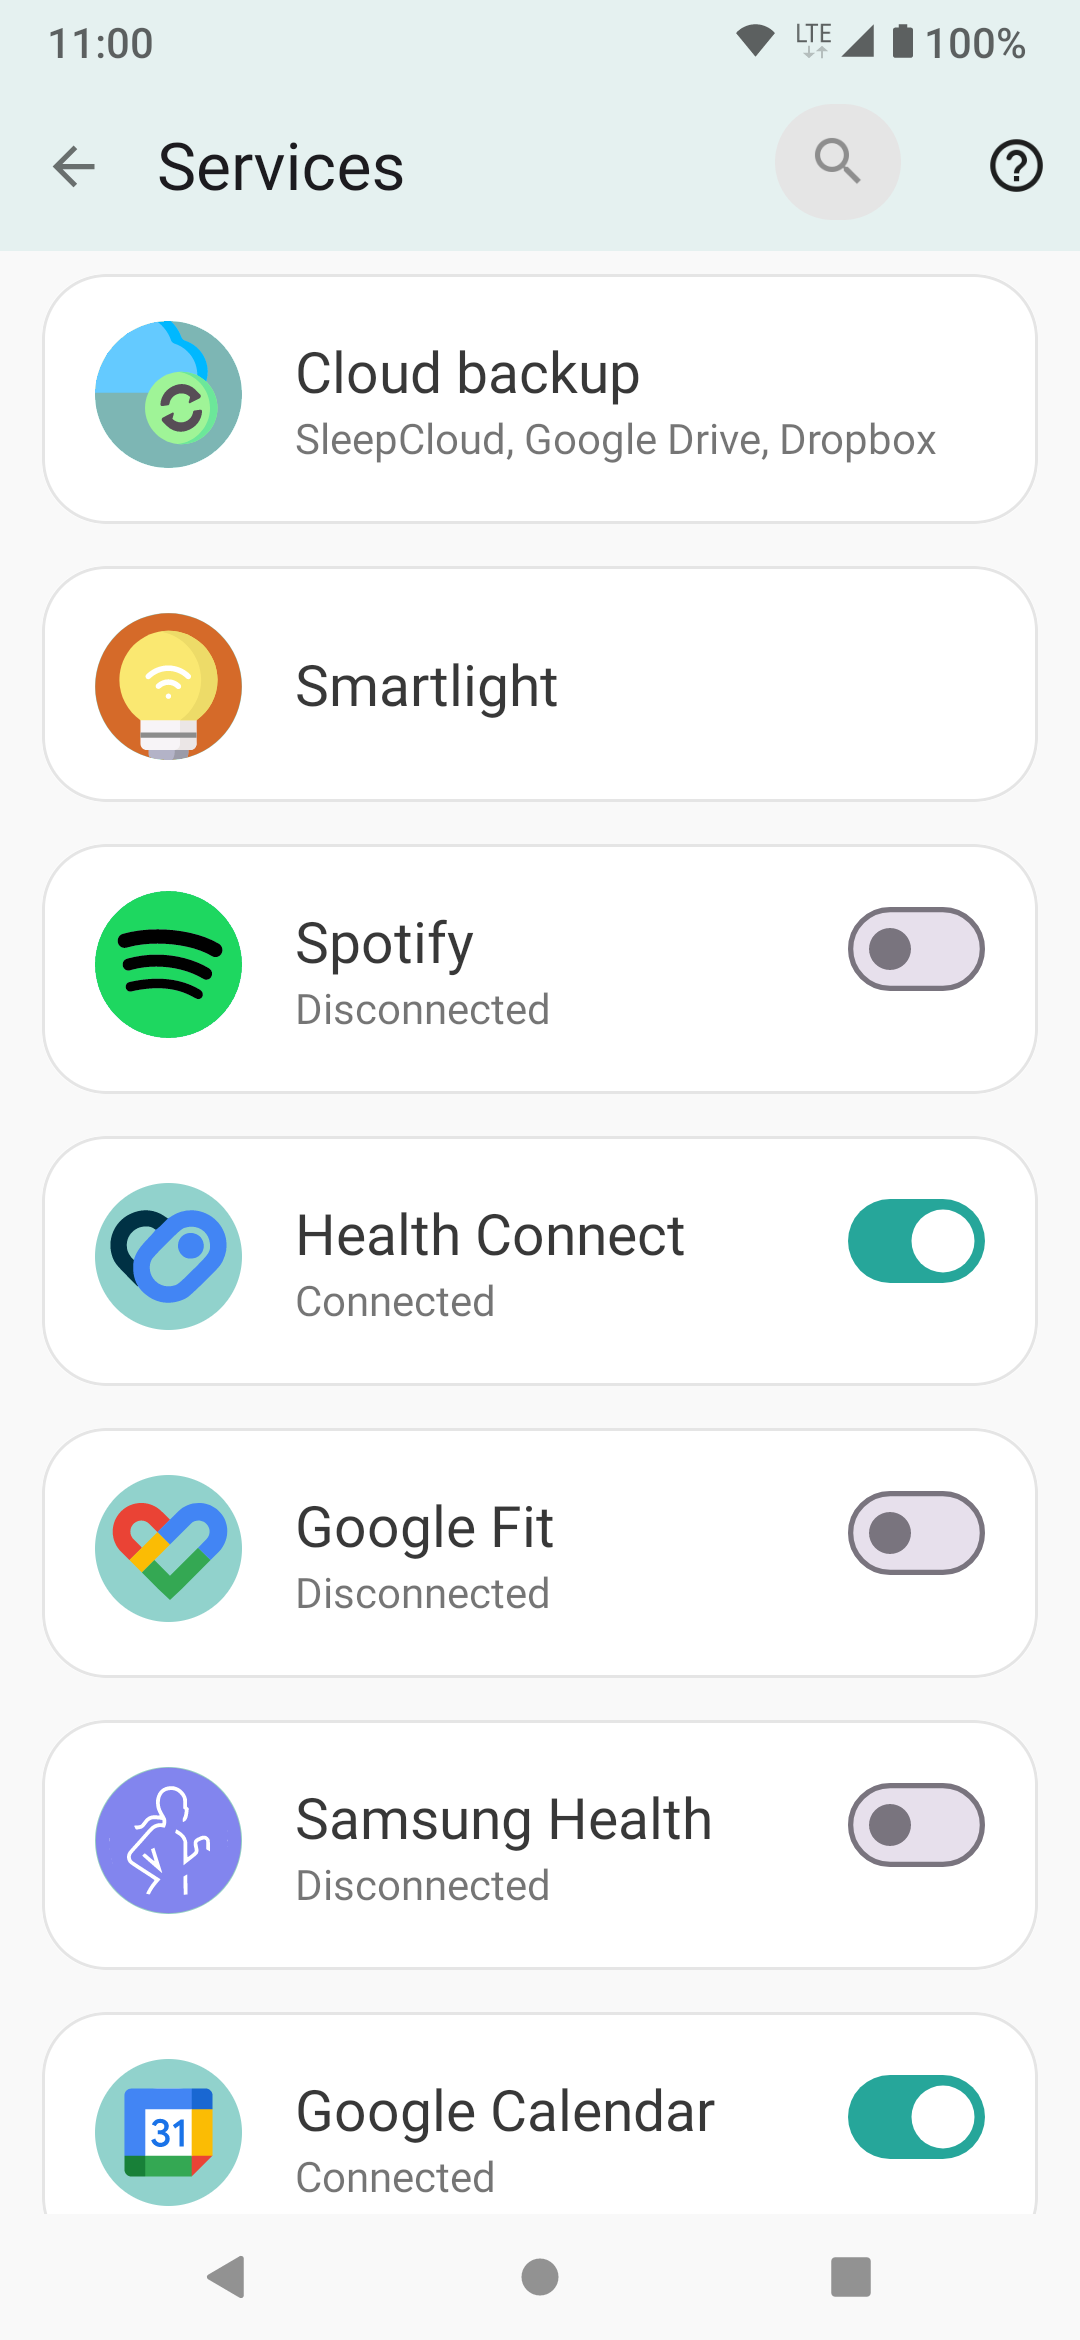 11:00
LTE
100%
Services
Cloud backup
SleepCloud, Google Drive, Dropbox
Smartlight
Spotify
Disconnected
Health Connect
Connected
Google Fit
Disconnected
Samsung Health
Disconnected
31
Google Calendar
Connected